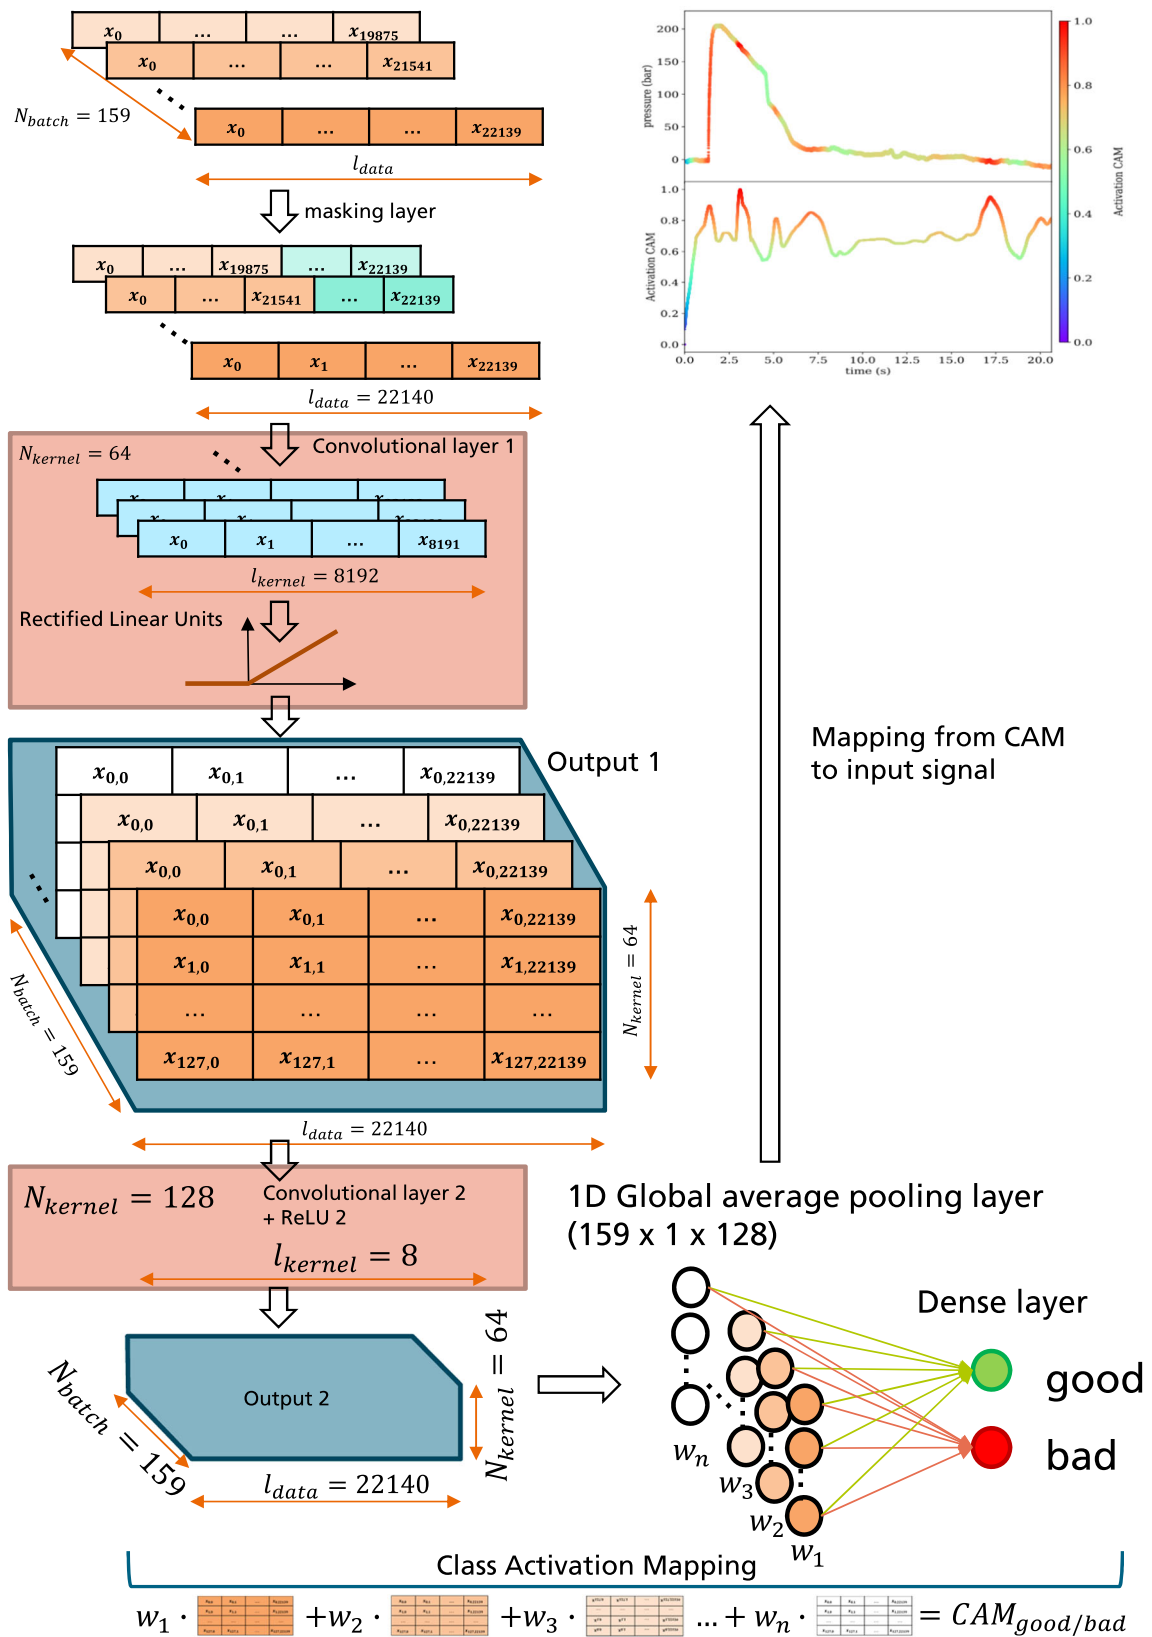 x0 ... ... x19875
x0 ... ... x21541
Nbatch = 159
x0 ... ... x22139
ldata
masking layer
x0 ... x19875 ... x22139
x0 ... x21541 ... x22139
x0 x1 ... x22139
ldata = 22140
Nkernel = 64
Convolutional layer 1
x0 x1 ... x8191
lkernel = 8192
Rectified Linear Units
Output 1
x0,0 x0,1 ... x0,22139
x0,0 x0,1 ... x0,22139
x0,0 x0,1 ... x0,22139
x0,0 x0,1 ... x0,22139
x1,0 x1,1 ... x1,22139
... ... ... ...
x127,0 x127,1 ... x127,22139
Nkernel = 64
Nbatch = 159
ldata = 22140
Nkernel = 128
Convolutional layer 2
+ ReLU 2
lkernel = 8
Output 2
Nkernel = 64
Nbatch = 159
ldata = 22140
pressure (bar)
200
150
100
50
0
Activation CAM
1.0
0.8
0.6
0.4
0.2
0.0
0.0 2.5 5.0 7.5 10.0 12.5 15.0 17.5 20.0
time (s)
1.0
0.8
0.6
0.4
0.2
0.0
Activation CAM
Mapping from CAM
to input signal
1D Global average pooling layer
(159 x 1 x 128)
Dense layer
good
bad
wn
w3
w2
w1
Class Activation Mapping
w1 · +w2 · +w3 · ... + wn · = CAMgood/bad